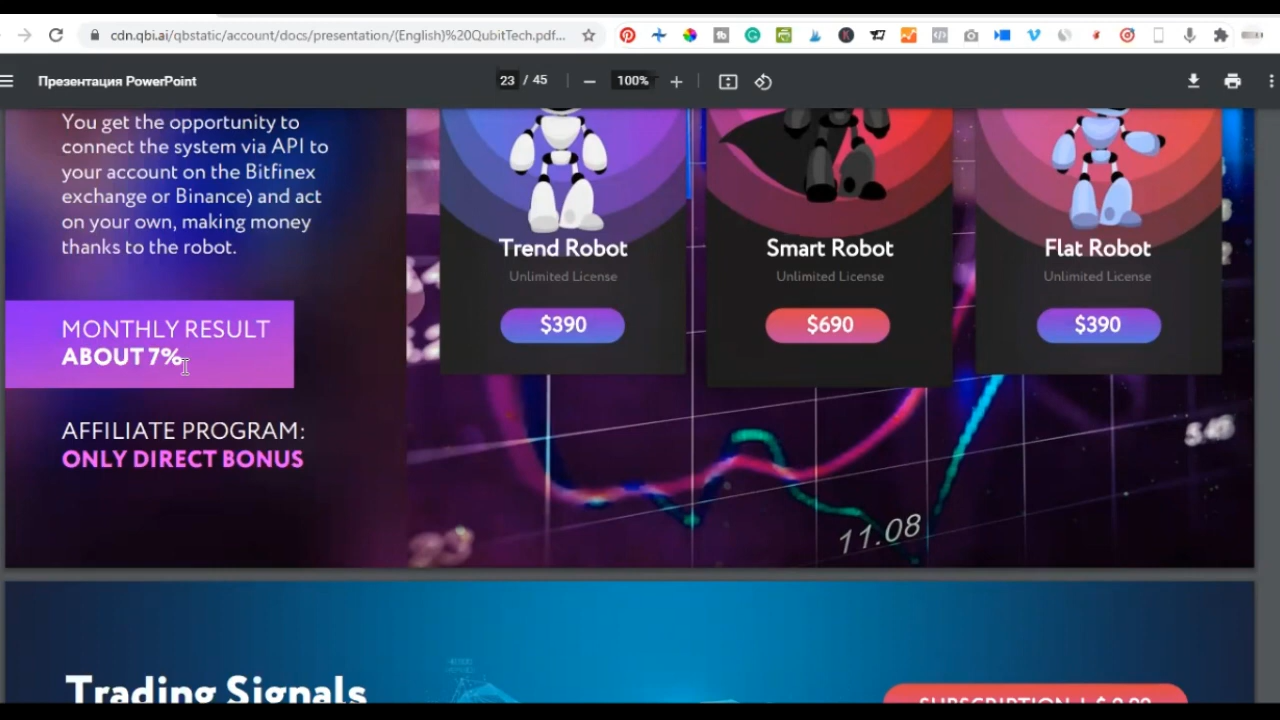 cdn.qbi.ai/qbstatic/account/docs/presentation/(English)%20QubitTech.pdf...
Презентация PowerPoint
23 / 45
100%
You get the opportunity to
connect the system via API to
your account on the Bitfinex
exchange or Binance) and act
on your own, making money
thanks to the robot.
MONTHLY RESULT
ABOUT 7%
AFFILIATE PROGRAM:
ONLY DIRECT BONUS
Trend Robot
Unlimited License
$390
Smart Robot
Unlimited License
$690
Flat Robot
Unlimited License
$390
11.08
Trading Signals
SUBSCRIPTION